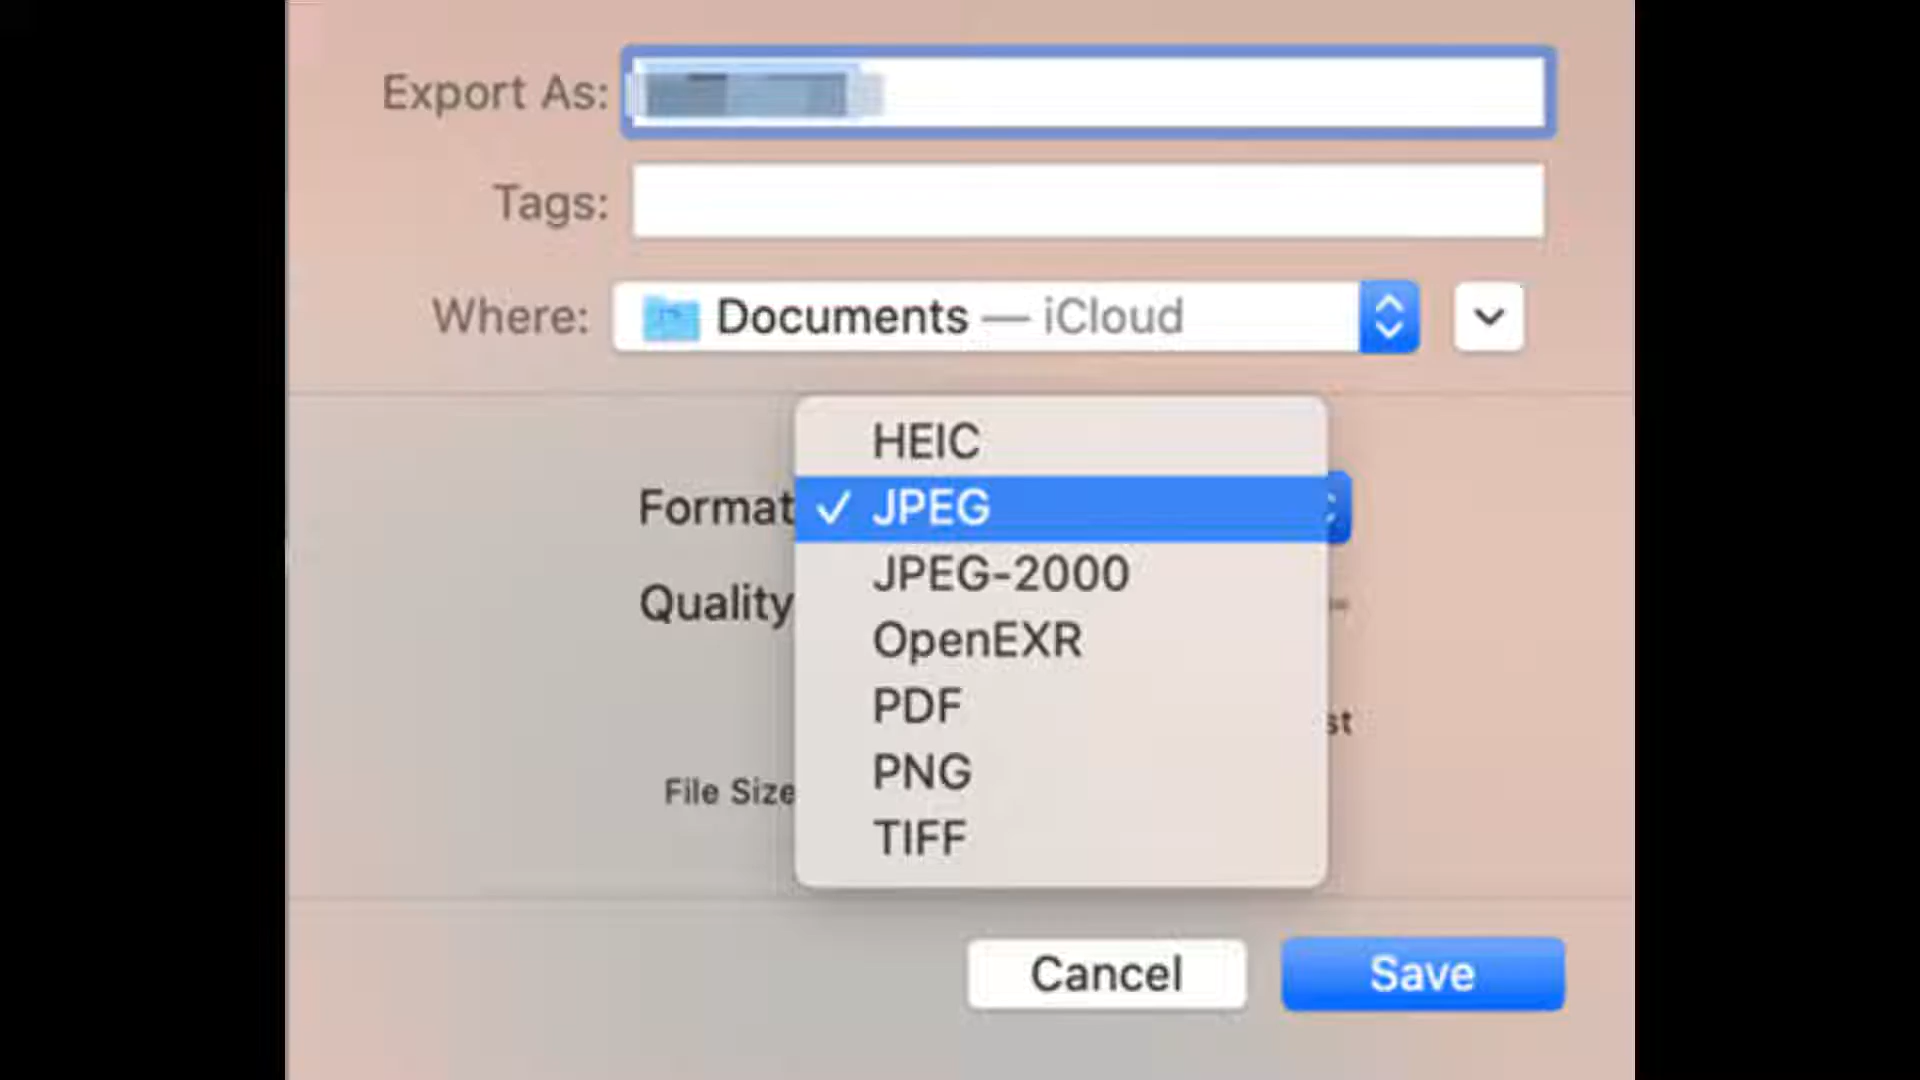 Export As:
Tags:
Where: Documents — iCloud
HEIC
Format ✓ JPEG
JPEG-2000
Quality
OpenEXR
PDF
st
PNG
File Size
TIFF
Cancel Save